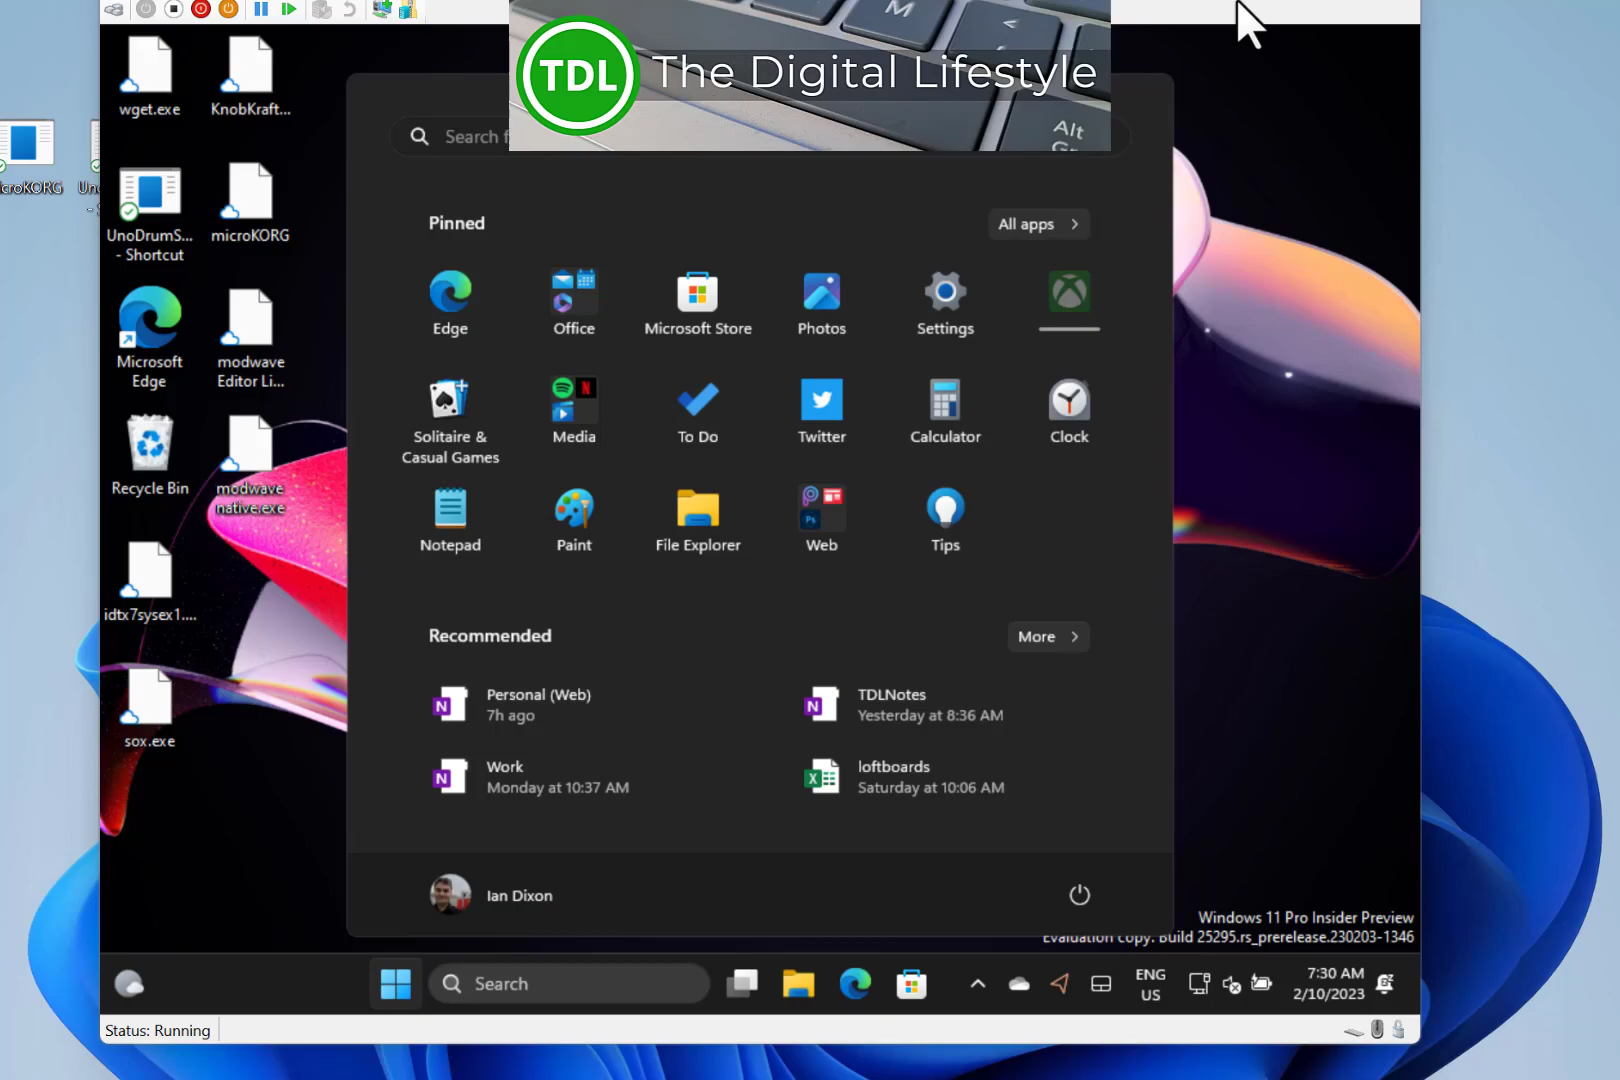 TDL The Digital Lifestyle
M
<
Alt
wget.exe
KnobKraft...
UnoDrumS...
- Shortcut
microKORG
Microsoft
Edge
modwave
Editor Li...
Recycle Bin
modwave
native.exe
idtx7sysex1....
sox.exe
Search
Pinned
All apps >
Edge
Office
Microsoft Store
Photos
Settings
Solitaire &
Casual Games
Media
To Do
Twitter
Calculator
Clock
Notepad
Paint
File Explorer
Web
Tips
Recommended
More >
Personal (Web)
7h ago
TDLNotes
Yesterday at 8:36 AM
Work
Monday at 10:37 AM
loftboards
Saturday at 10:06 AM
Ian Dixon
Windows 11 Pro Insider Preview
Evaluation copy. Build 25295.rs_prerelease.230203-1346
Search
ENG
US
7:30 AM
2/10/2023
Status: Running